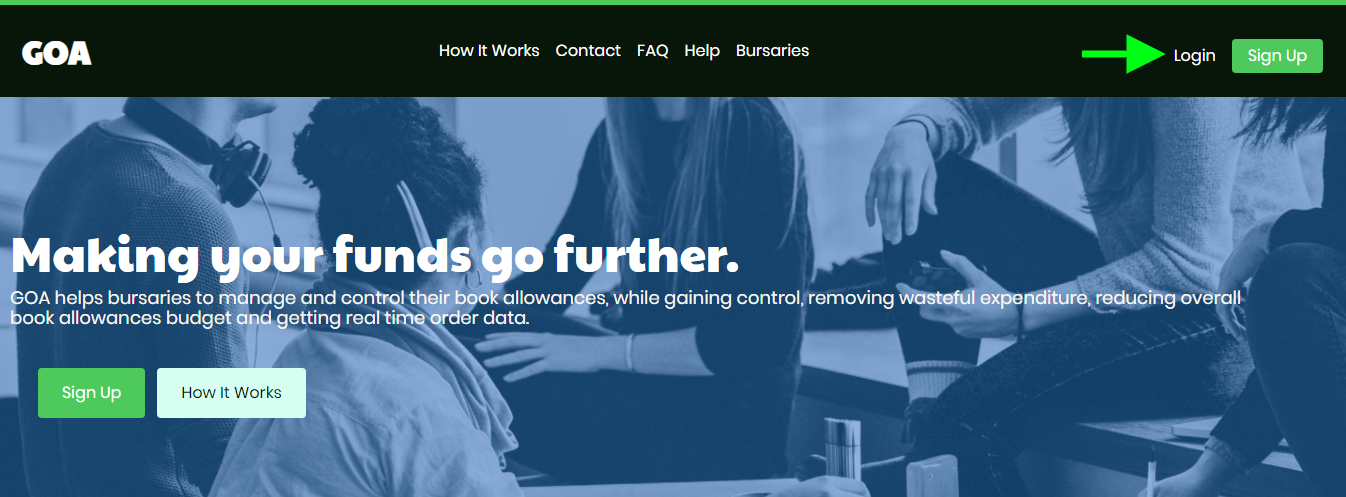 GOA
How It Works
Contact
FAQ
Help
Bursaries
Login
Sign Up
Making your funds go further.
GOA helps bursaries to manage and control their book allowances, while gaining control, removing wasteful expenditure, reducing overall
book allowances budget and getting real time order data.
Sign Up
How It Works